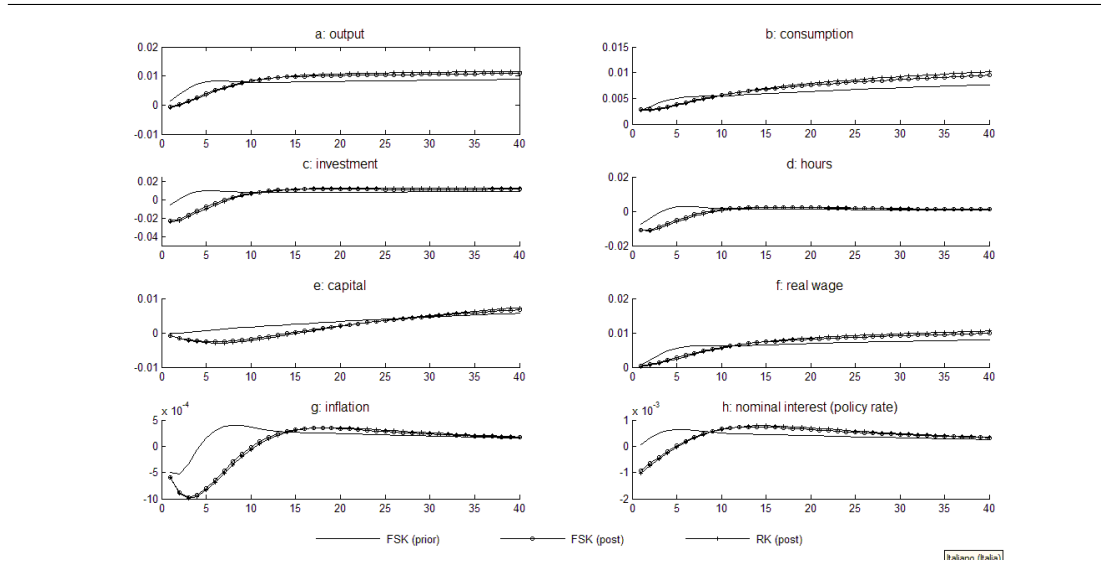 a: output
0.02
0.01
0
-0.01
0 5 10 15 20 25 30 35 40
b: consumption
0.015
0.01
0.005
0
0 5 10 15 20 25 30 35 40
c: investment
0.02
0
-0.02
-0.04
0 5 10 15 20 25 30 35 40
d: hours
0.02
0
-0.02
0 5 10 15 20 25 30 35 40
e: capital
0.01
0
-0.01
0 5 10 15 20 25 30 35 40
f: real wage
0.02
0.01
0
0 5 10 15 20 25 30 35 40
g: inflation
x 10^-4
5
0
-5
-10
0 5 10 15 20 25 30 35 40
h: nominal interest (policy rate)
x 10^-3
1
0
-1
-2
0 5 10 15 20 25 30 35 40
FSK (prior) FSK (post) RK (post)
Italiano (Italia)